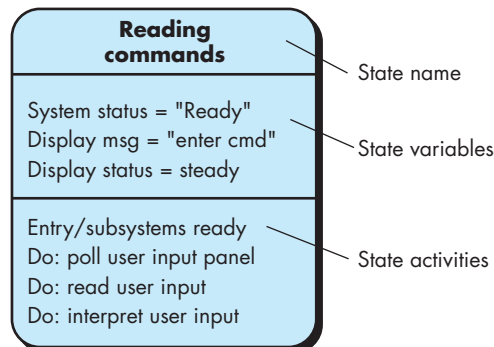 Reading
commands
State name
System status = "Ready"
Display msg = "enter cmd"
Display status = steady
State variables
Entry/subsystems ready
Do: poll user input panel
Do: read user input
Do: interpret user input
State activities